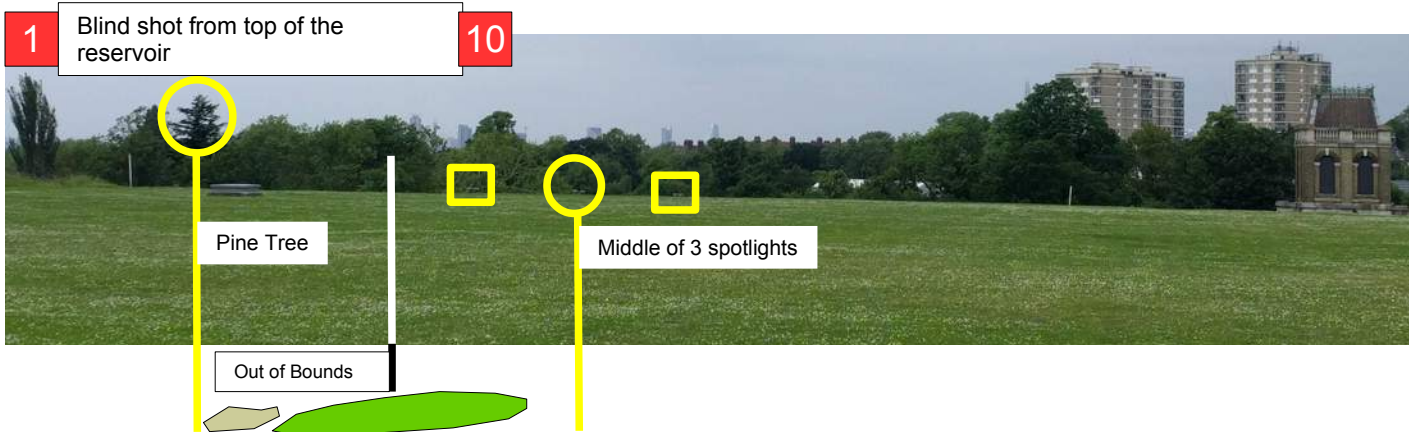 1
Blind shot from top of the
reservoir
10
Pine Tree
Middle of 3 spotlights
Out of Bounds